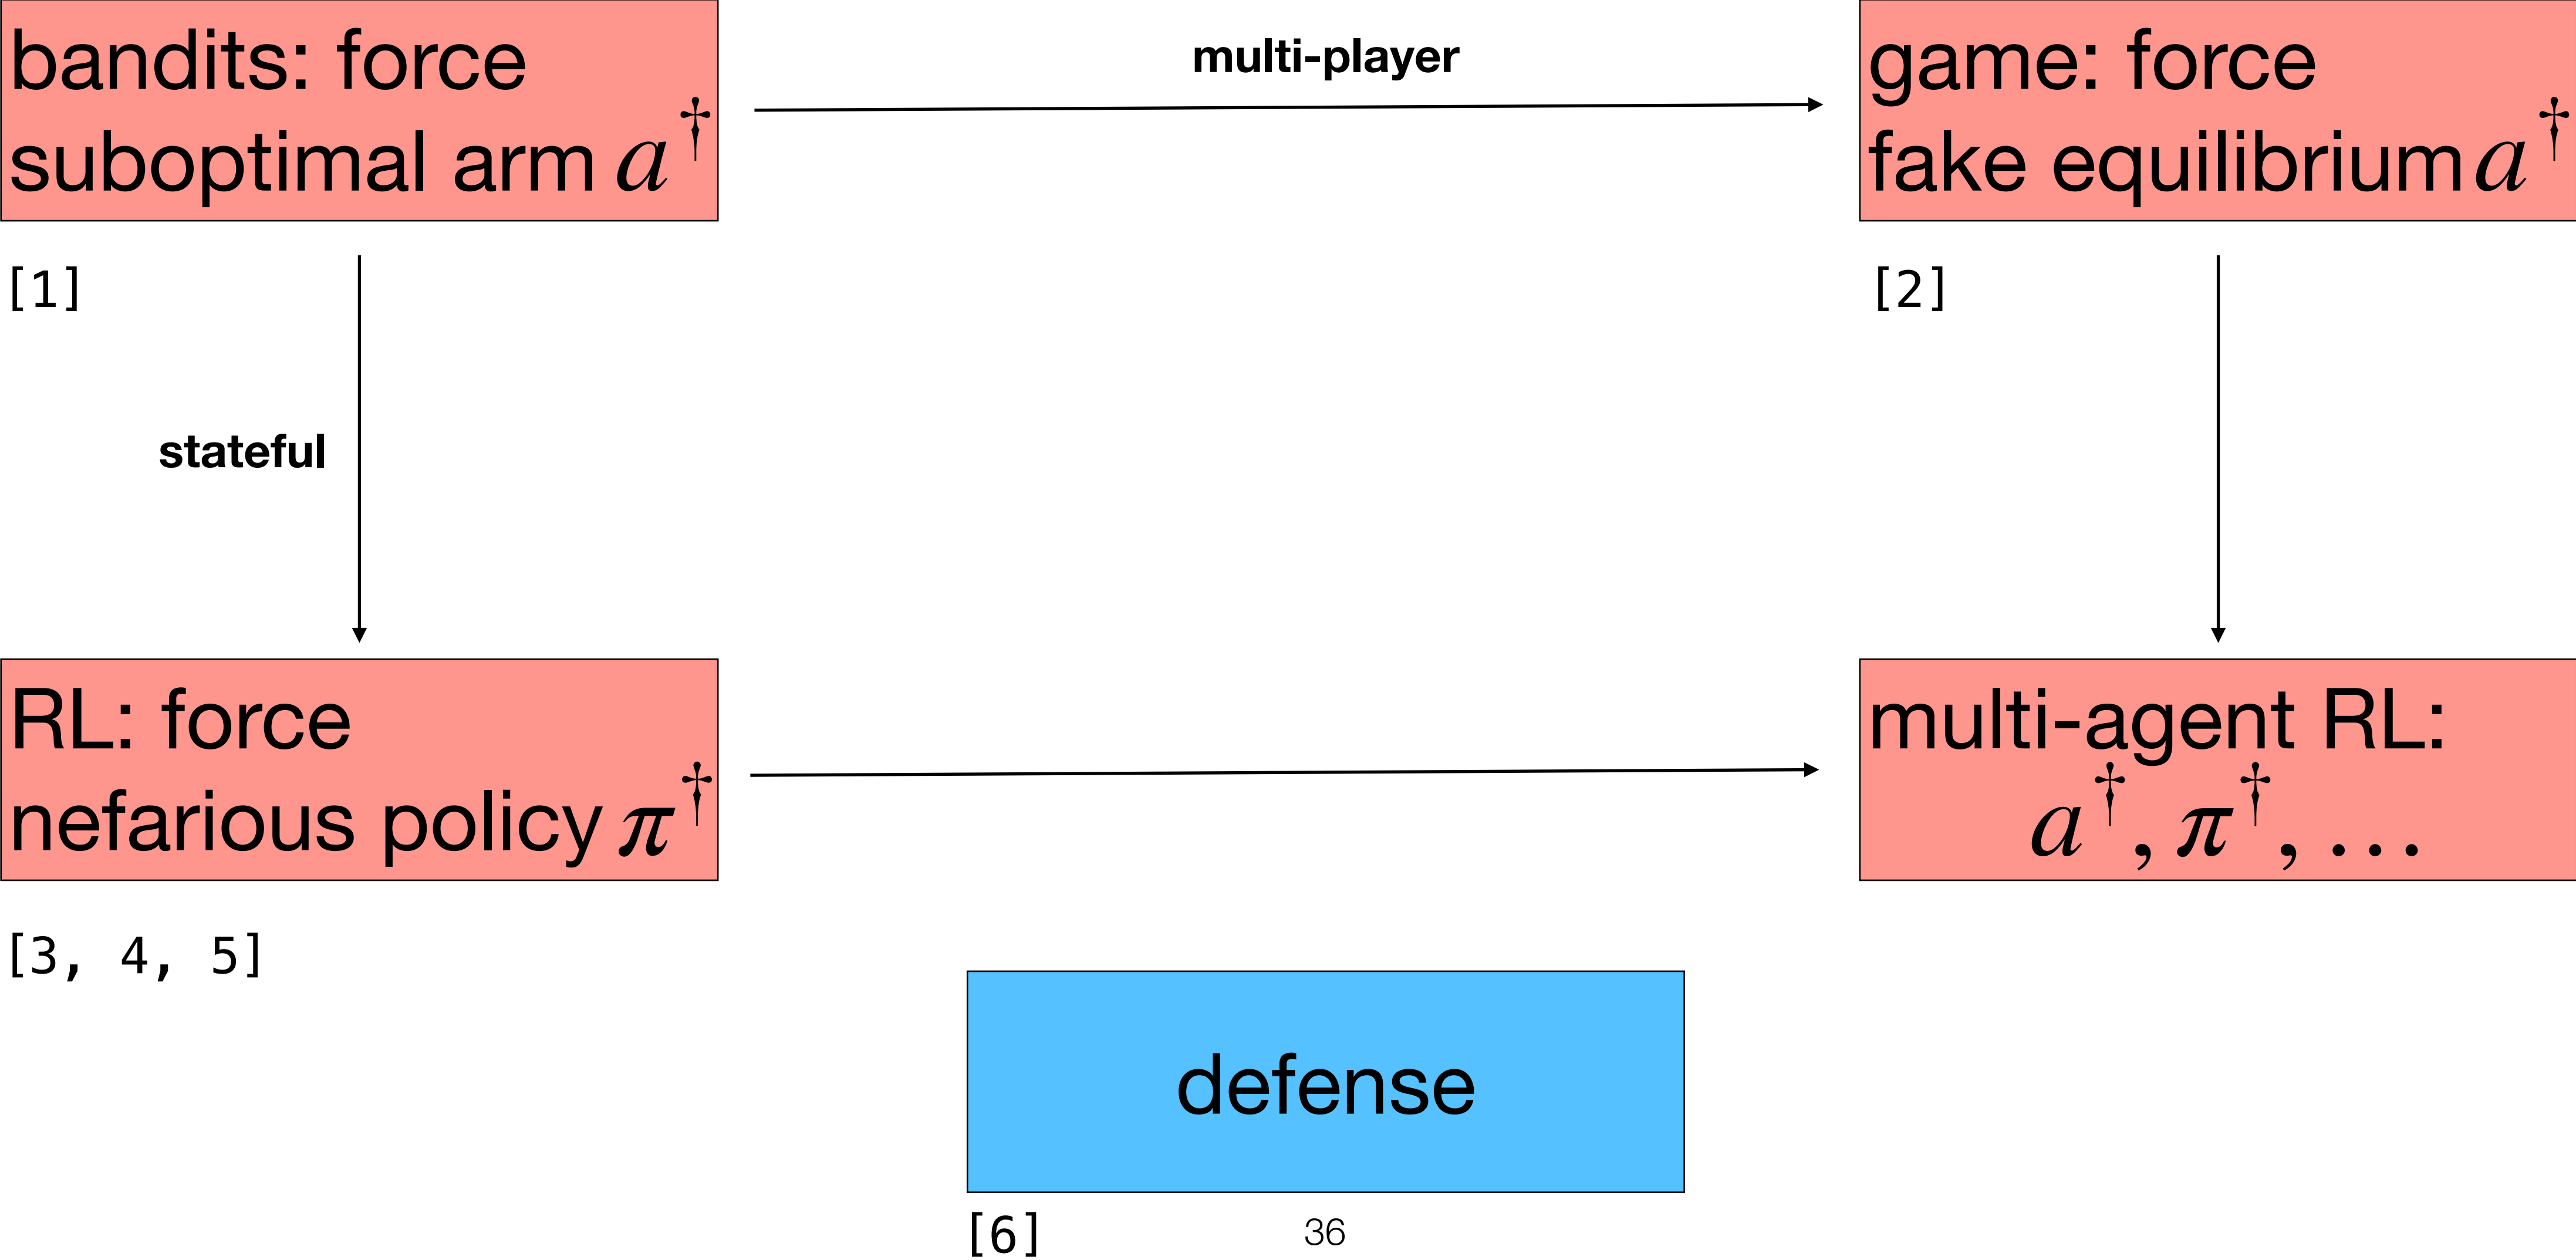 bandits: force
suboptimal arm a†
multi-player
game: force
fake equilibrium a†
[1]
[2]
stateful
RL: force
nefarious policy π†
multi-agent RL:
a†, π†, …
[3, 4, 5]
defense
[6]
36